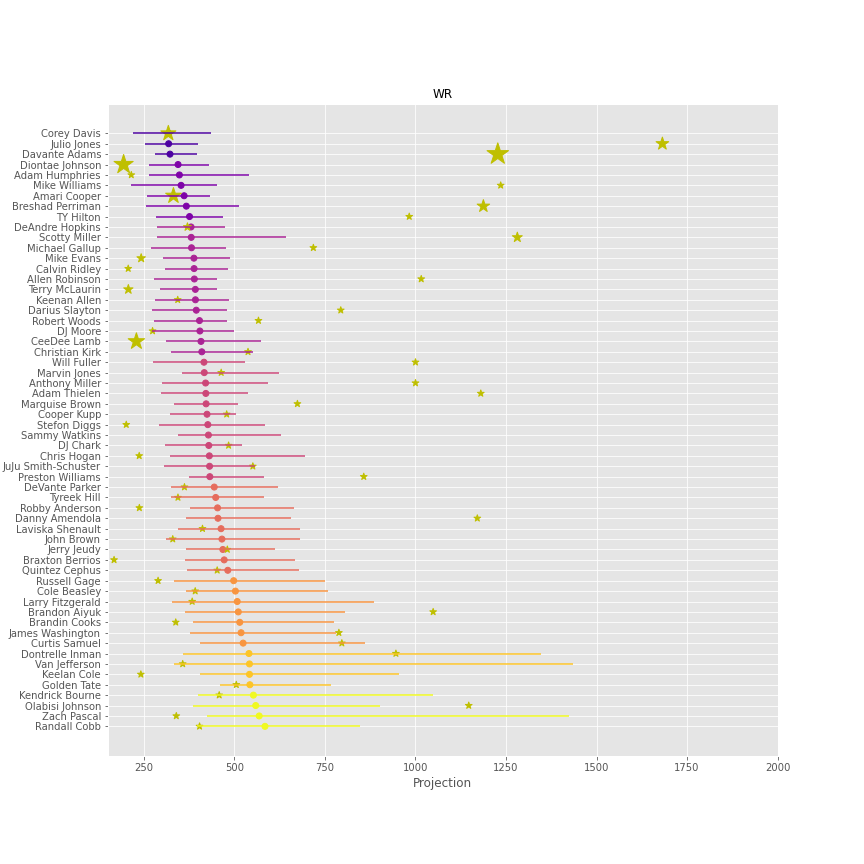 WR
Corey Davis
Julio Jones
Davante Adams
Diontae Johnson
Adam Humphries
Mike Williams
Amari Cooper
Breshad Perriman
TY Hilton
DeAndre Hopkins
Scotty Miller
Michael Gallup
Mike Evans
Calvin Ridley
Allen Robinson
Terry McLaurin
Keenan Allen
Darius Slayton
Robert Woods
DJ Moore
CeeDee Lamb
Christian Kirk
Will Fuller
Marvin Jones
Anthony Miller
Adam Thielen
Marquise Brown
Cooper Kupp
Stefon Diggs
Sammy Watkins
DJ Chark
Chris Hogan
JuJu Smith-Schuster
Preston Williams
DeVante Parker
Tyreek Hill
Robby Anderson
Danny Amendola
Laviska Shenault
John Brown
Jerry Jeudy
Braxton Berrios
Quintez Cephus
Russell Gage
Cole Beasley
Larry Fitzgerald
Brandon Aiyuk
Brandin Cooks
James Washington
Curtis Samuel
Dontrelle Inman
Van Jefferson
Keelan Cole
Golden Tate
Kendrick Bourne
Olabisi Johnson
Zach Pascal
Randall Cobb
250 500 750 1000 1250 1500 1750 2000
Projection